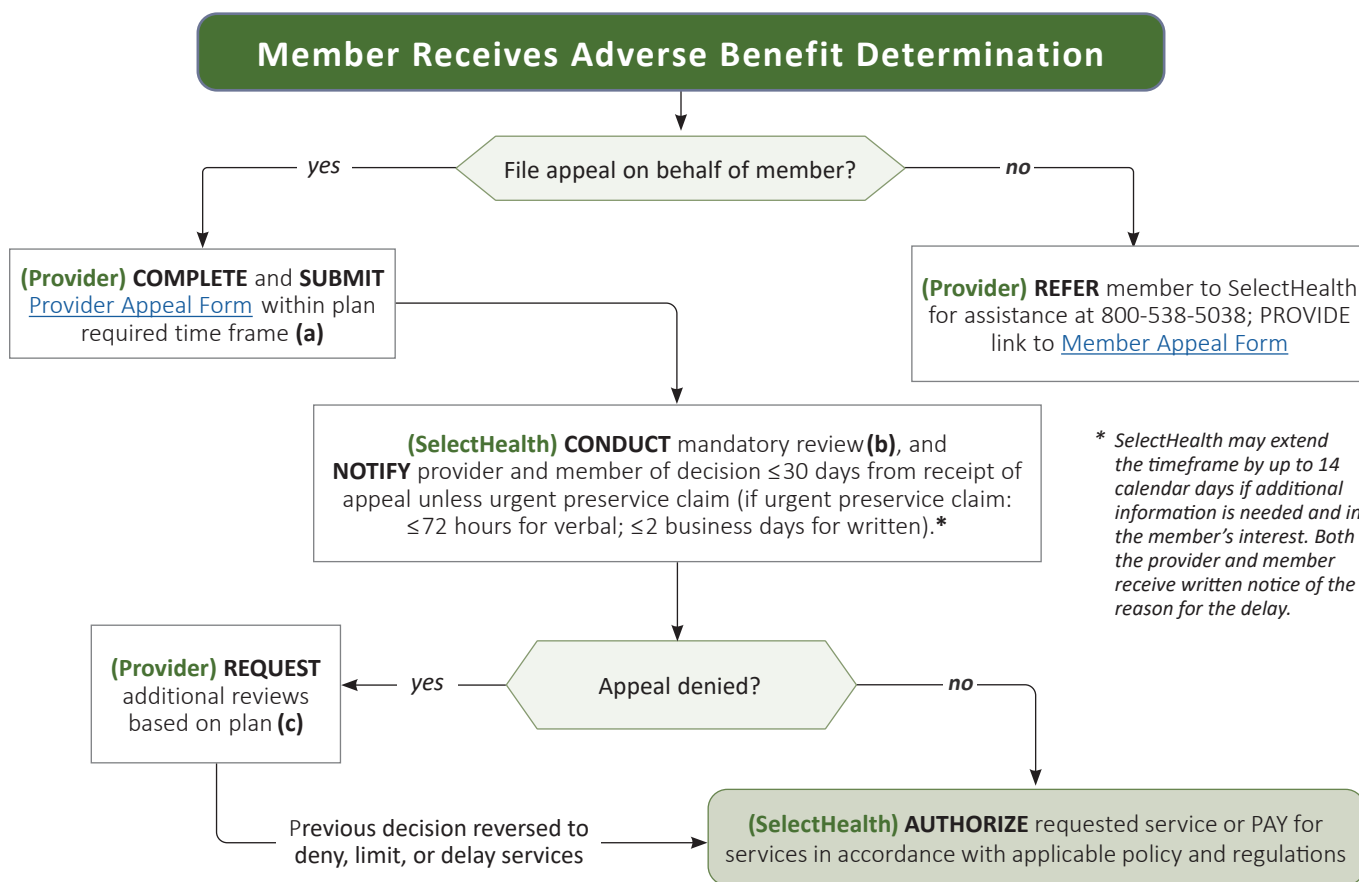 Member Receives Adverse Benefit Determination
File appeal on behalf of member?
yes
no
(Provider) COMPLETE and SUBMIT
Provider Appeal Form within plan
required time frame (a)
(Provider) REFER member to SelectHealth
for assistance at 800-538-5038; PROVIDE
link to Member Appeal Form
(SelectHealth) CONDUCT mandatory review (b), and
NOTIFY provider and member of decision ≤30 days from receipt of
appeal unless urgent preservice claim (if urgent preservice claim:
≤72 hours for verbal; ≤2 business days for written).*
* SelectHealth may extend
the timeframe by up to 14
calendar days if additional
information is needed and in
the member's interest. Both
the provider and member
receive written notice of the
reason for the delay.
Appeal denied?
yes
no
(Provider) REQUEST
additional reviews
based on plan (c)
Previous decision reversed to
deny, limit, or delay services
(SelectHealth) AUTHORIZE requested service or PAY for
services in accordance with applicable policy and regulations